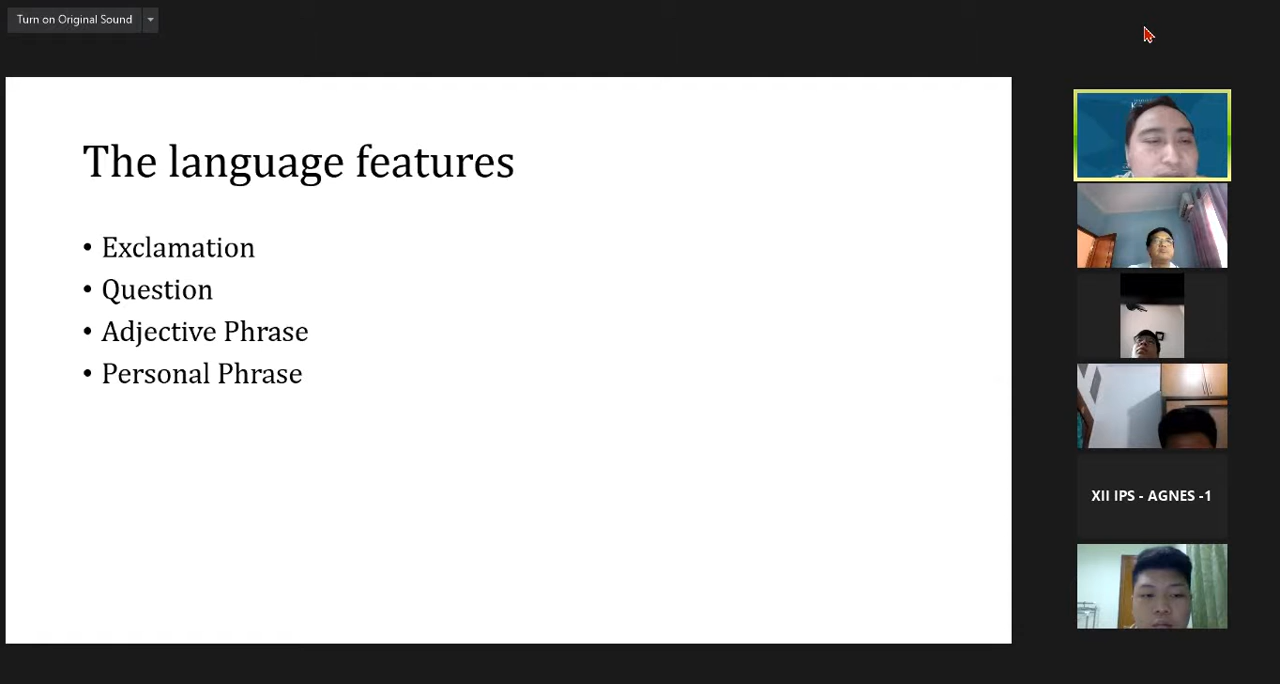 Turn on Original Sound
The language features
• Exclamation
• Question
• Adjective Phrase
• Personal Phrase
XII IPS - AGNES -1